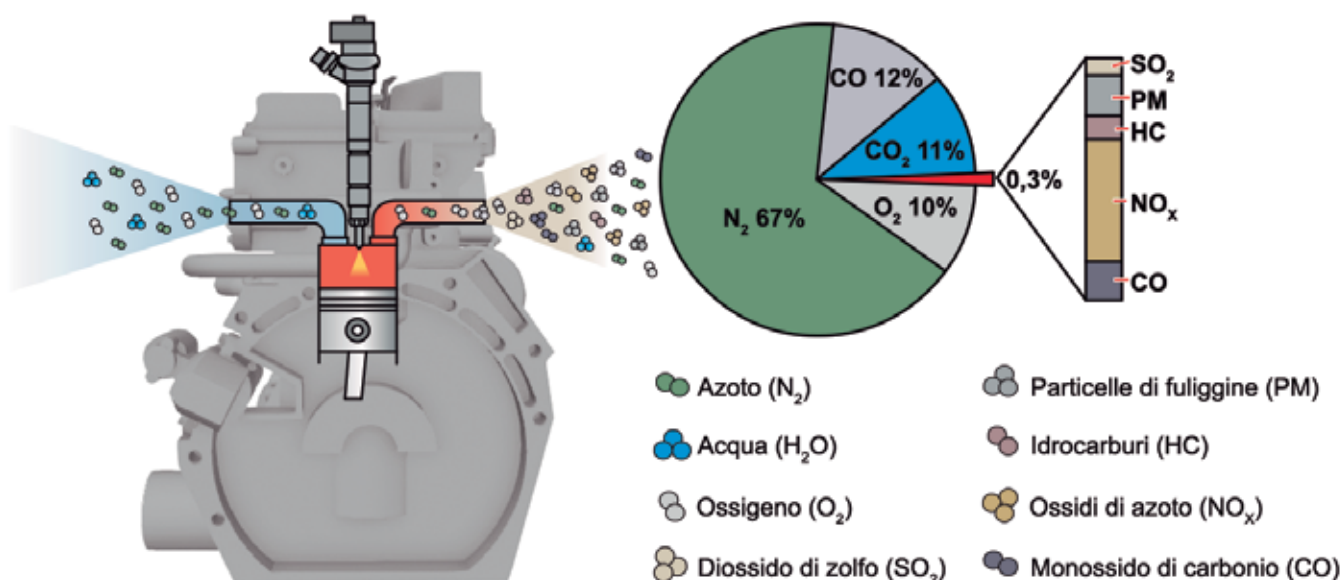 CO 12%
CO₂ 11%
0,3%
O₂ 10%
N₂ 67%
SO₂
PM
HC
NOₓ
CO
Azoto (N₂)
Acqua (H₂O)
Ossigeno (O₂)
Diossido di zolfo (SO₂)
Particelle di fuliggine (PM)
Idrocarburi (HC)
Ossidi di azoto (NOₓ)
Monossido di carbonio (CO)